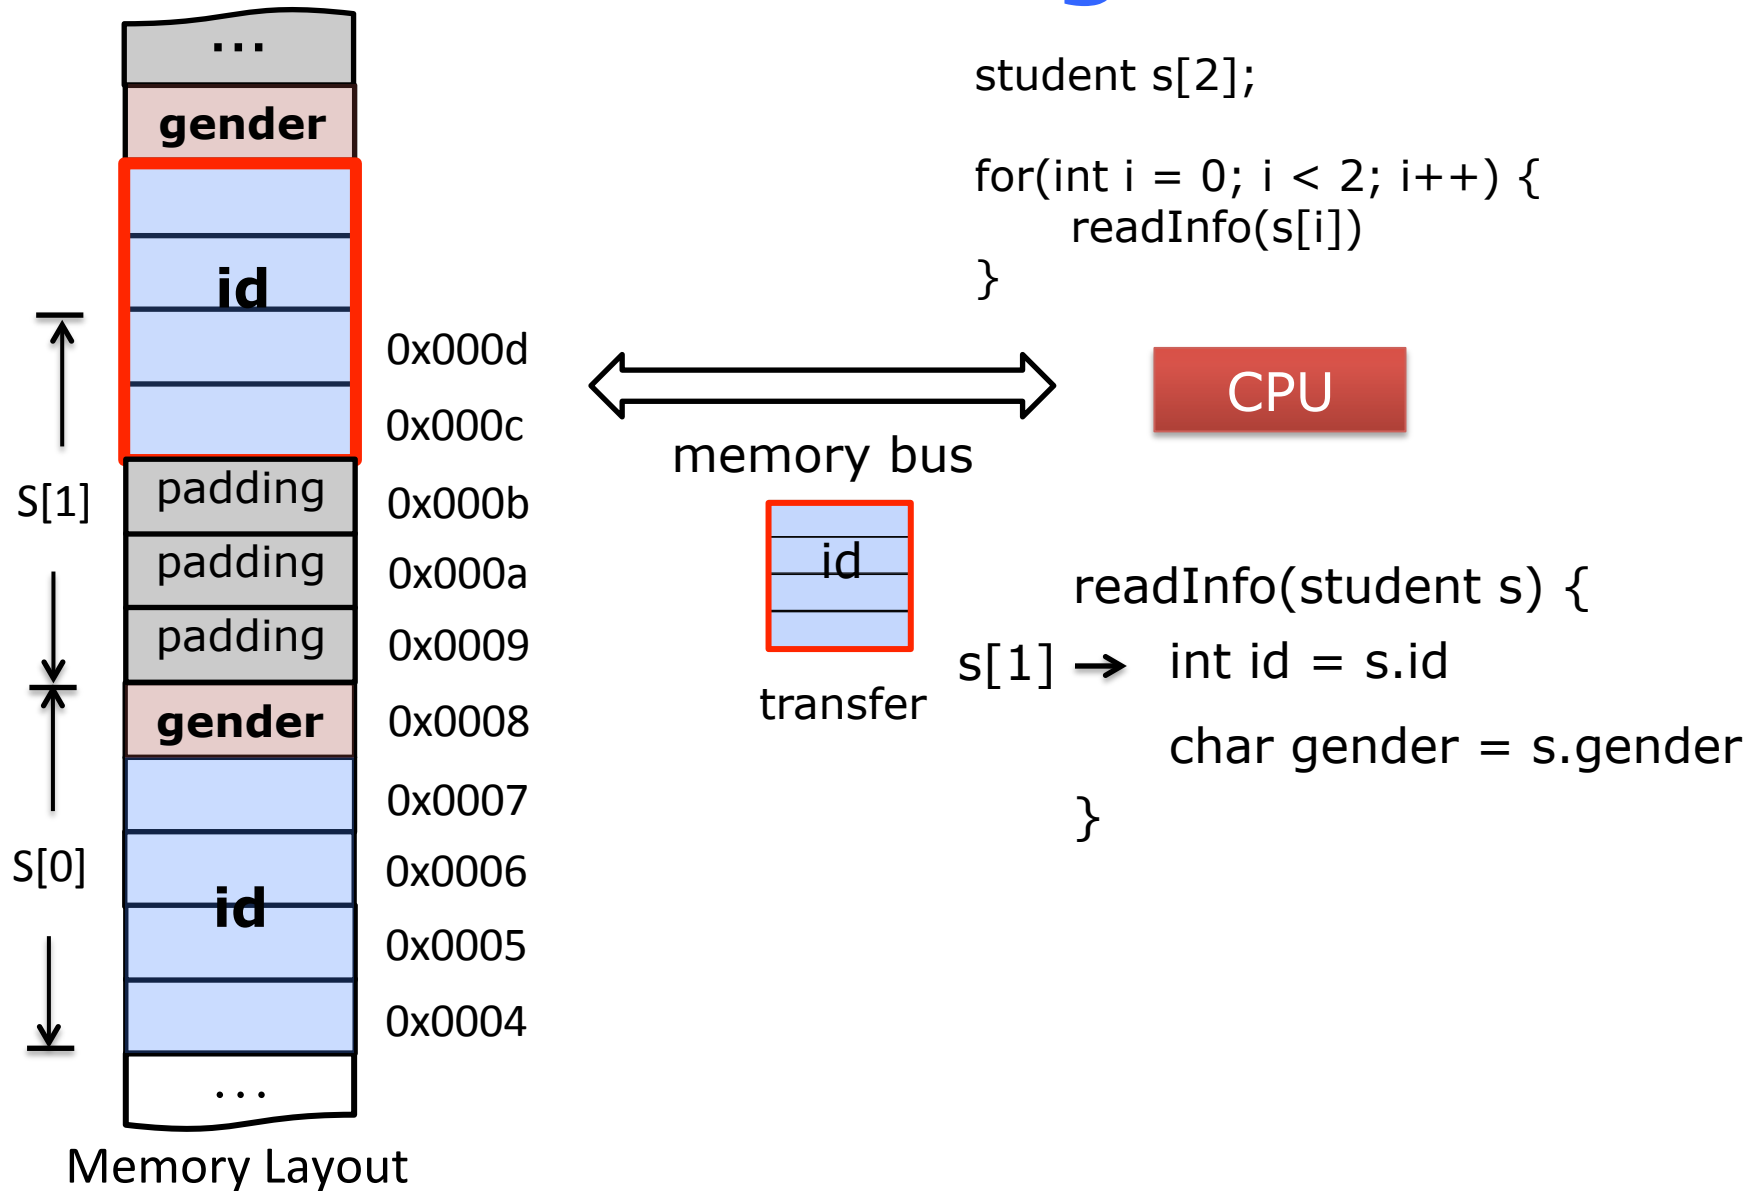 ...
gender
id
0x000d
0x000c
padding
0x000b
S[1]
padding
0x000a
padding
0x0009
gender
0x0008
0x0007
S[0]
0x0006
id
0x0005
0x0004
...
Memory Layout
student s[2];
for(int i = 0; i < 2; i++) {
readInfo(s[i])
}
CPU
memory bus
id
transfer
readInfo(student s) {
s[1]
int id = s.id
char gender = s.gender
}